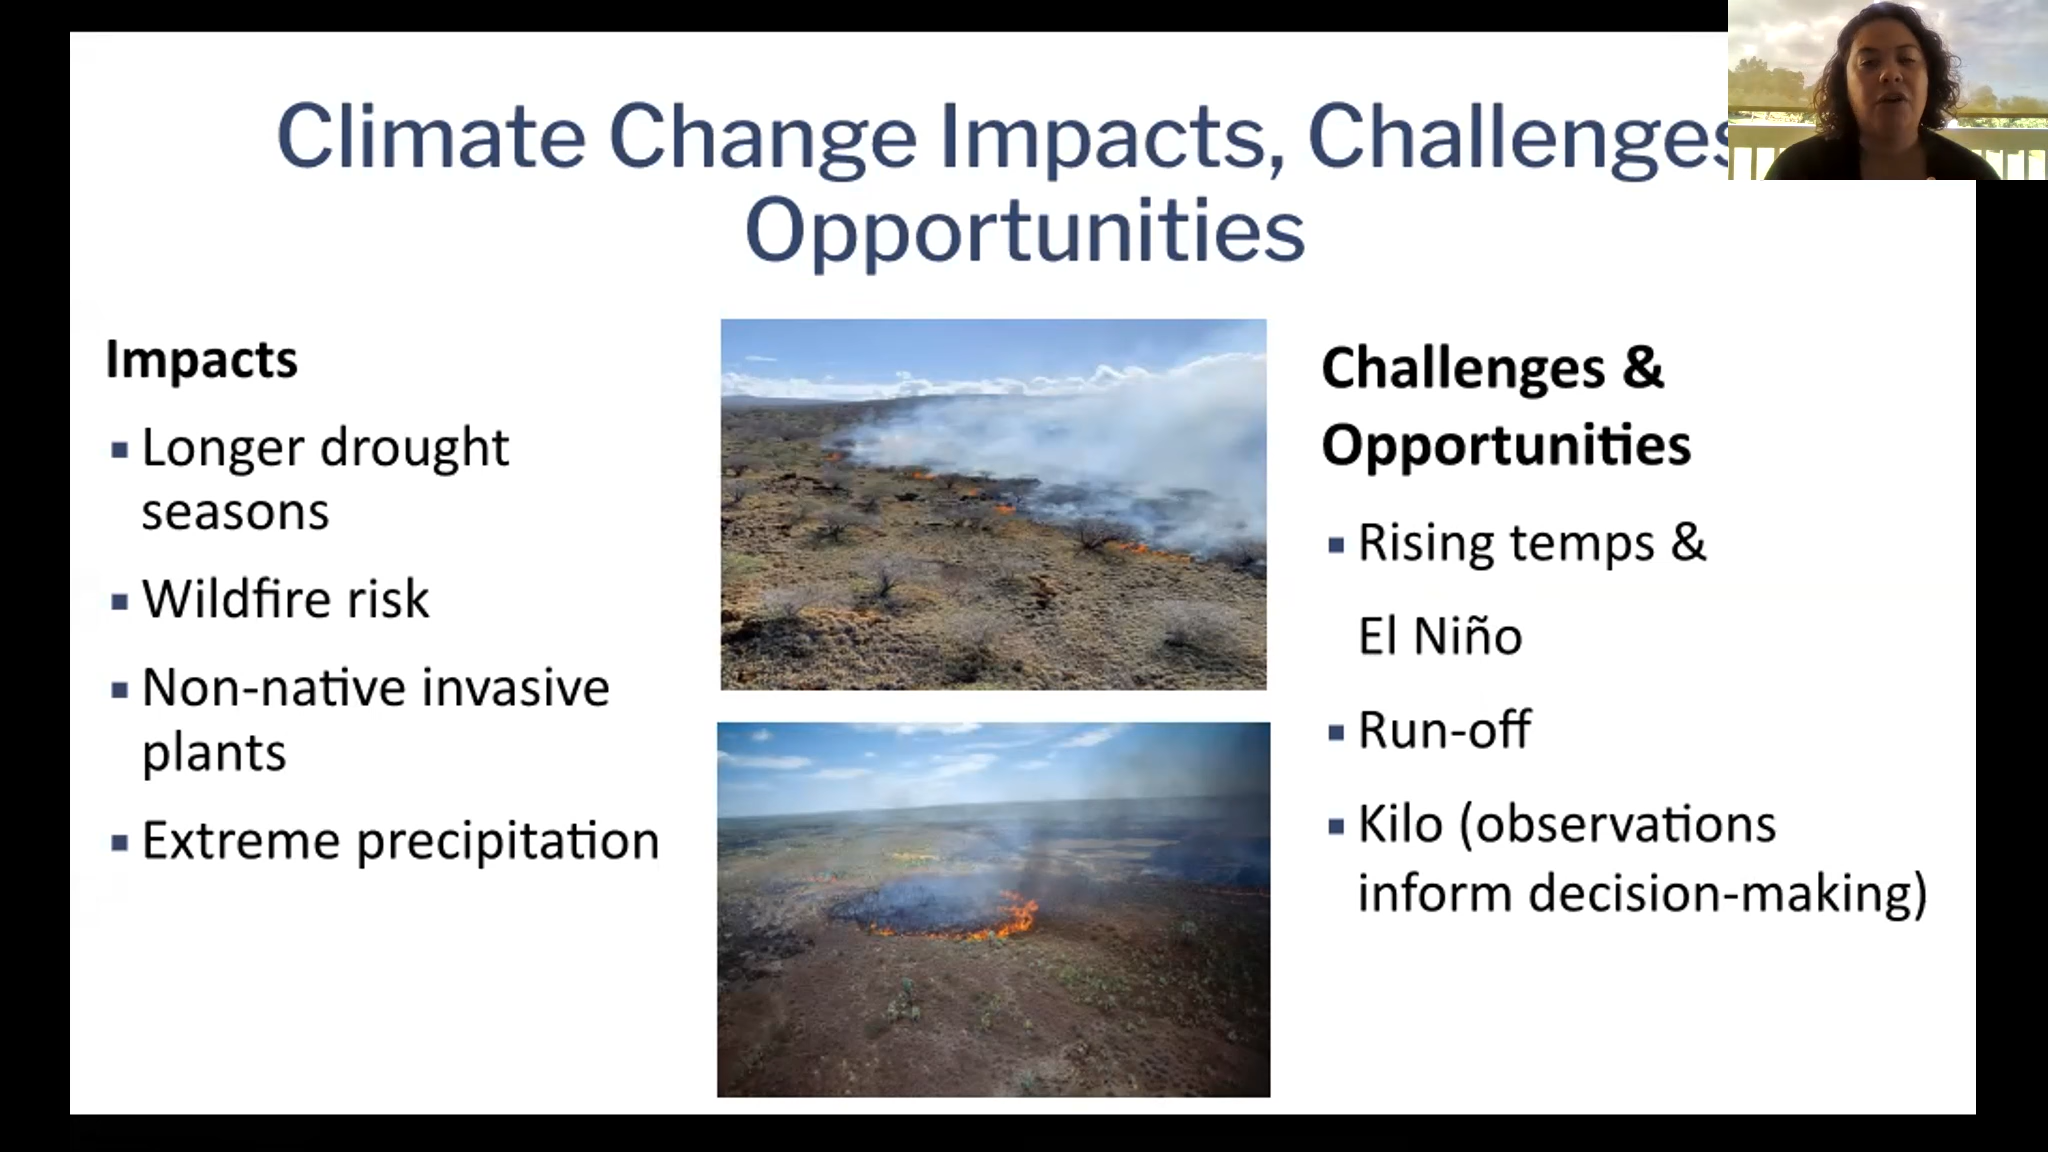 Climate Change Impacts, Challenges
Opportunities
Impacts
▪ Longer drought
seasons
▪ Wildfire risk
▪ Non-native invasive
plants
▪ Extreme precipitation
Challenges &
Opportunities
▪ Rising temps &
El Niño
▪ Run-off
▪ Kilo (observations
inform decision-making)